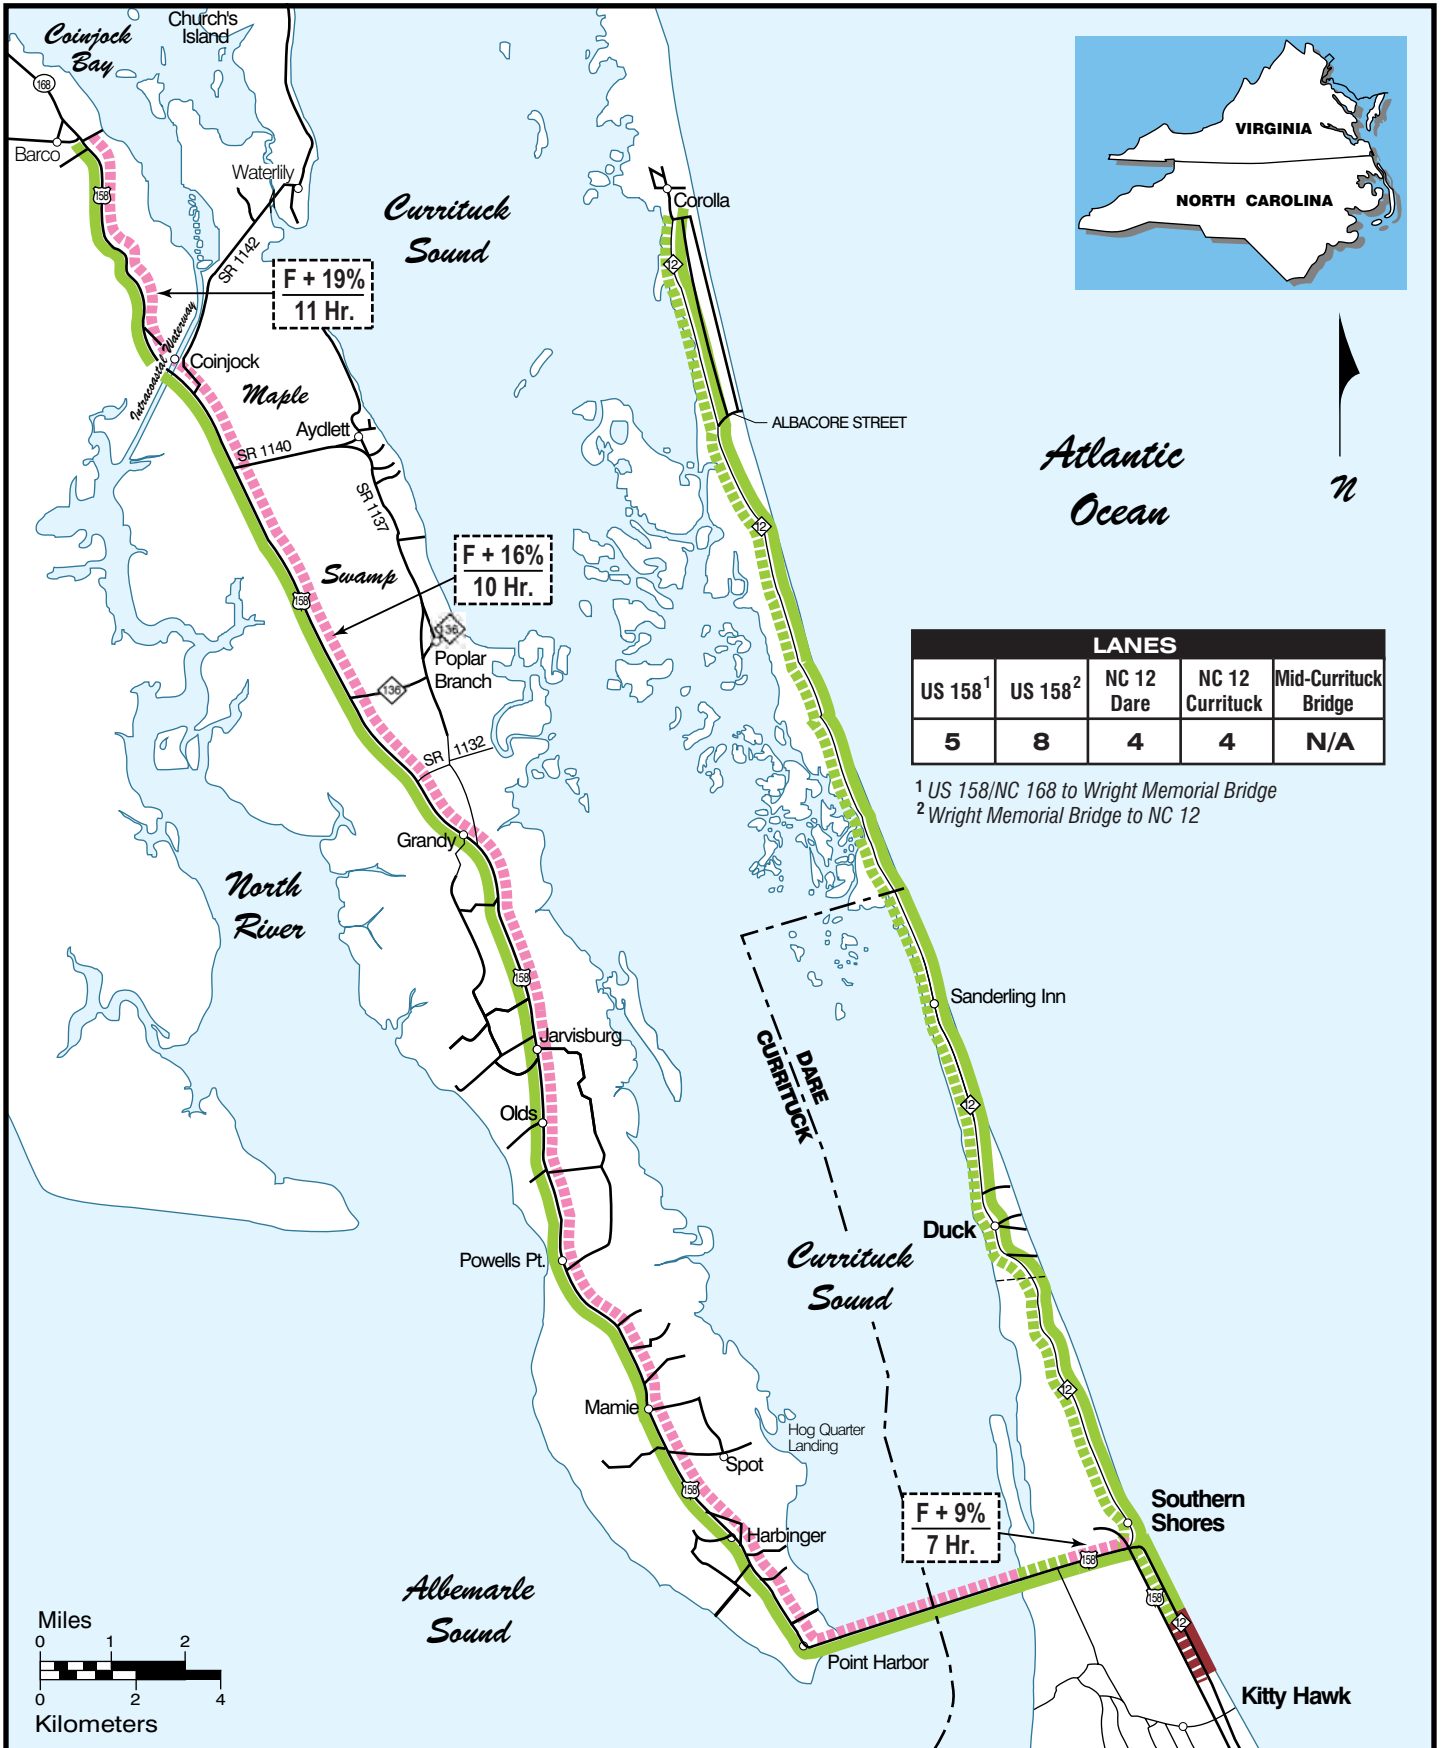 Coinjock
Bay
Church's
Island
168
Barco
158
Waterlily
SR 1142
Currituck
Sound
F + 19%
11 Hr.
Intracoastal Waterway
Coinjock
Maple
Aydlett
SR 1140
SR 1137
F + 16%
10 Hr.
Swamp
158
136
Poplar
Branch
136
SR 1132
Grandy
North
River
158
Jarvisburg
Olds
Powells Pt.
Mamie
Spot
Hog Quarter
Landing
158
Harbinger
Albemarle
Sound
Point Harbor
Corolla
12
ALBACORE STREET
12
Atlantic
Ocean
VIRGINIA
NORTH CAROLINA
N
LANES
US 158¹ US 158² NC 12 Dare NC 12 Currituck Mid-Currituck Bridge
5 8 4 4 N/A
¹ US 158/NC 168 to Wright Memorial Bridge
² Wright Memorial Bridge to NC 12
Sanderling Inn
DARE
CURRITUCK
12
Duck
Currituck
Sound
12
F + 9%
7 Hr.
Southern
Shores
158
158
12
Kitty Hawk
Miles
0 1 2
0 2 4
Kilometers